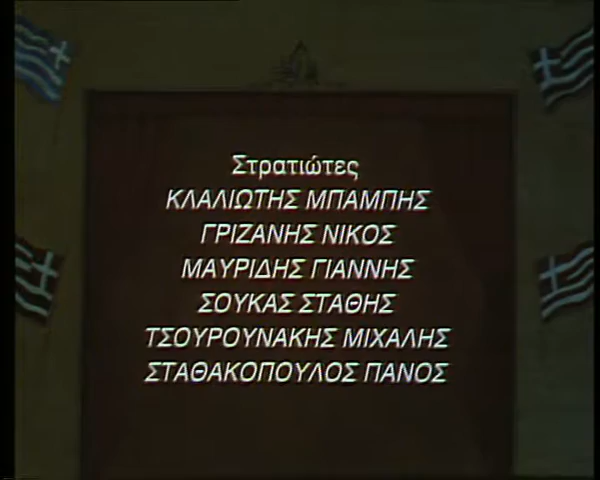 Στρατιώτες
ΚΛΑΛΙΩΤΗΣ ΜΠΑΜΠΗΣ
ΓΡΙΖΑΝΗΣ ΝΙΚΟΣ
ΜΑΥΡΙΔΗΣ ΓΙΑΝΝΗΣ
ΣΟΥΚΑΣ ΣΤΑΘΗΣ
ΤΣΟΥΡΟΥΝΑΚΗΣ ΜΙΧΑΛΗΣ
ΣΤΑΘΑΚΟΠΟΥΛΟΣ ΠΑΝΟΣ